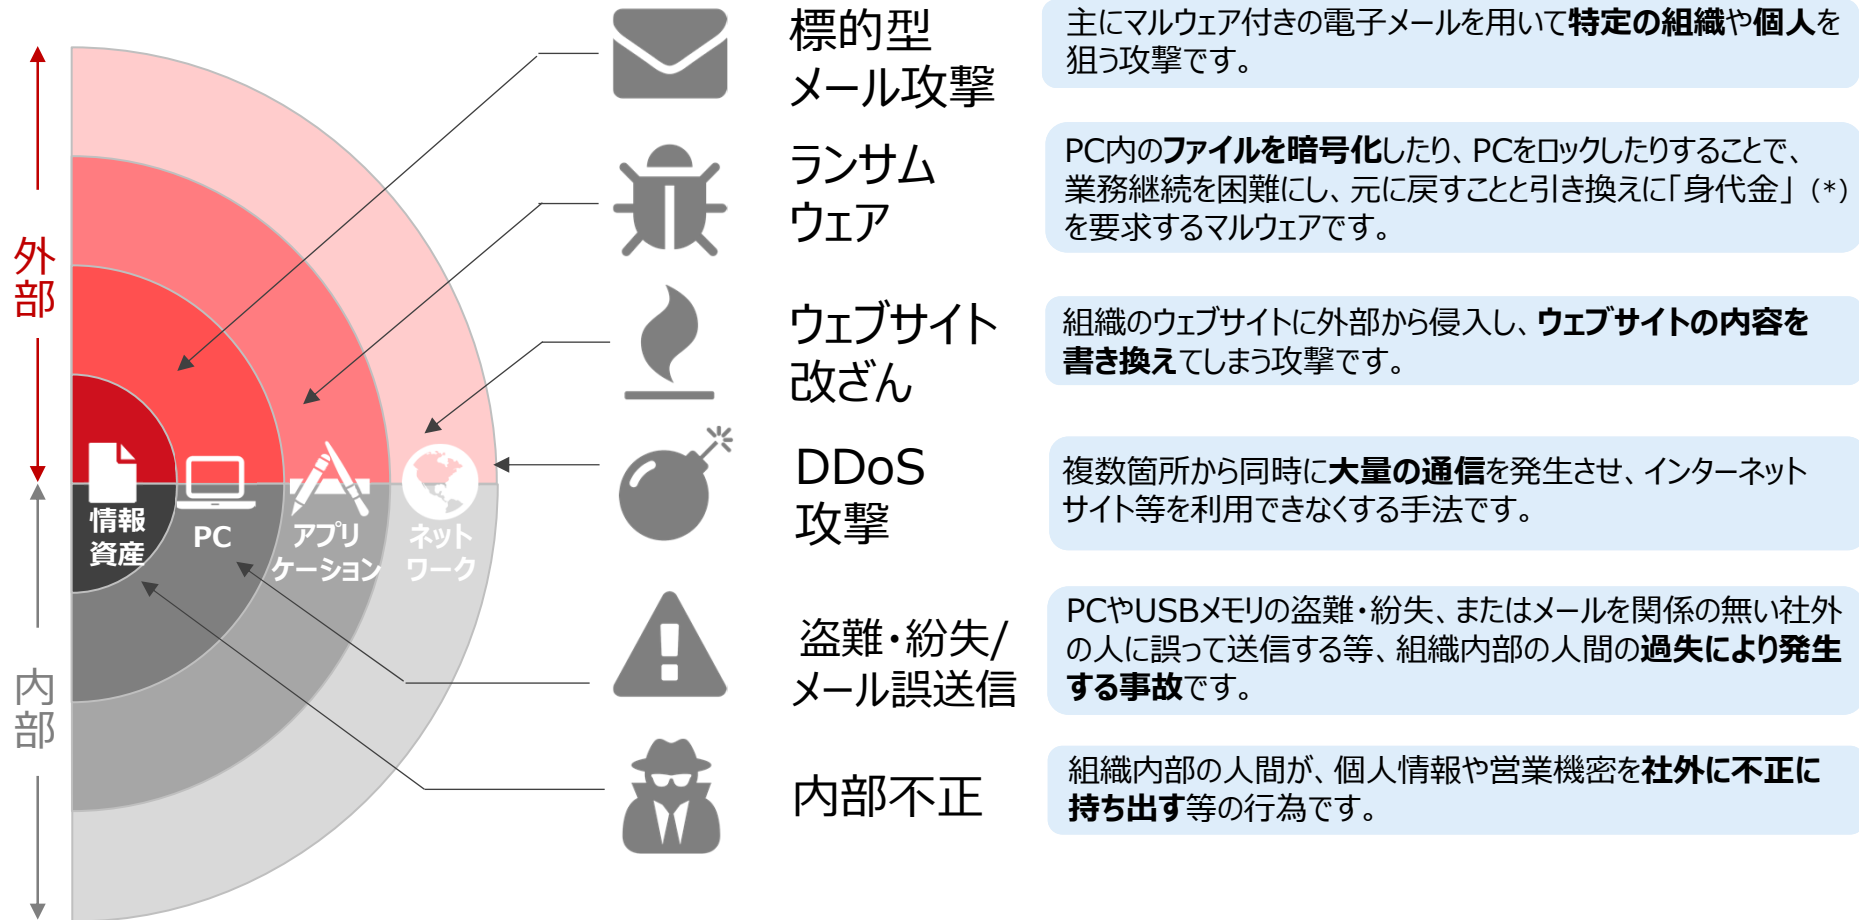 外部
内部
情報
資産
PC
アプリ
ケーション
ネット
ワーク
標的型
メール攻撃
主にマルウェア付きの電子メールを用いて特定の組織や個人を
狙う攻撃です。
ランサム
ウェア
PC内のファイルを暗号化したり、PCをロックしたりすることで、
業務継続を困難にし、元に戻すことと引き換えに「身代金」(*)
を要求するマルウェアです。
ウェブサイト
改ざん
組織のウェブサイトに外部から侵入し、ウェブサイトの内容を
書き換えてしまう攻撃です。
DDoS
攻撃
複数箇所から同時に大量の通信を発生させ、インターネット
サイト等を利用できなくする手法です。
盗難・紛失/
メール誤送信
PCやUSBメモリの盗難・紛失、またはメールを関係の無い社外
の人に誤って送信する等、組織内部の人間の過失により発生
する事故です。
内部不正
組織内部の人間が、個人情報や営業機密を社外に不正に
持ち出す等の行為です。